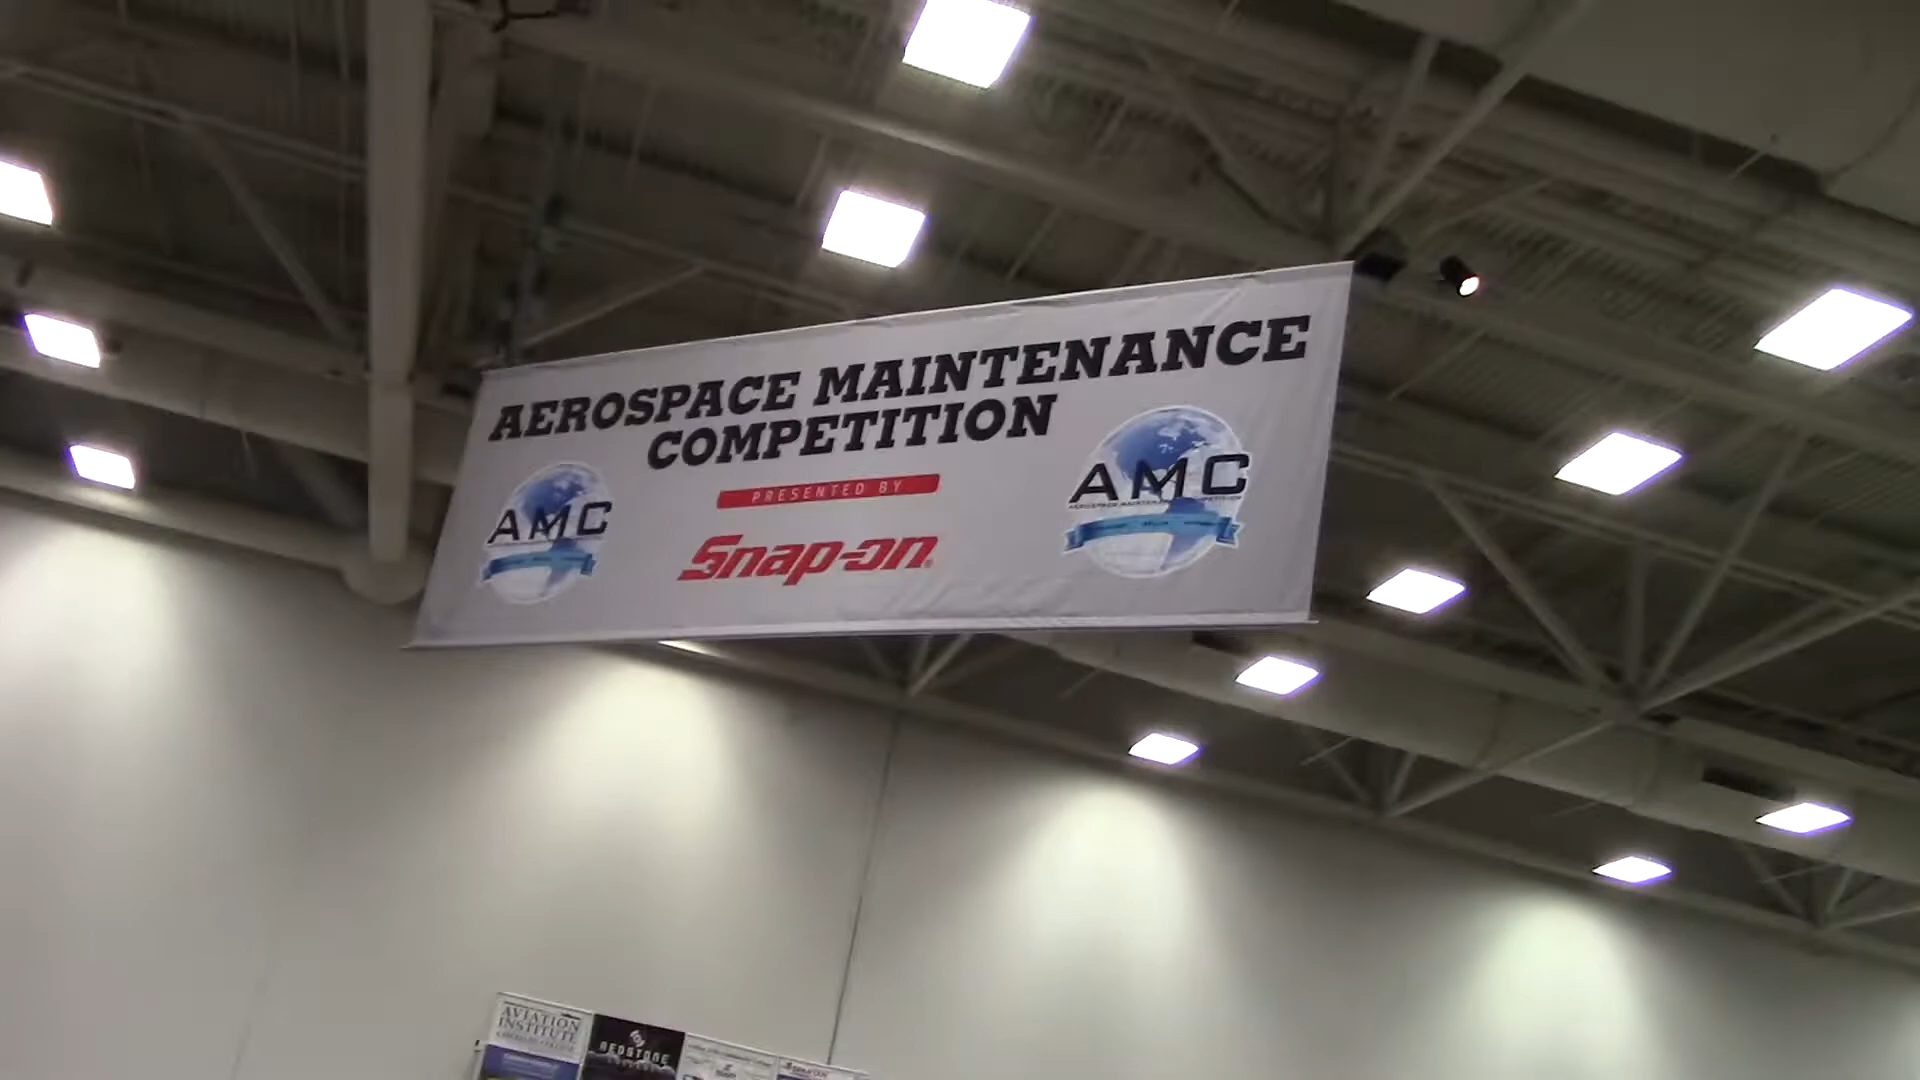 AEROSPACE MAINTENANCE
COMPETITION
PRESENTED BY
Snap-on
AMC
AMC
AVIATION
INSTITUTE
REDSTONE